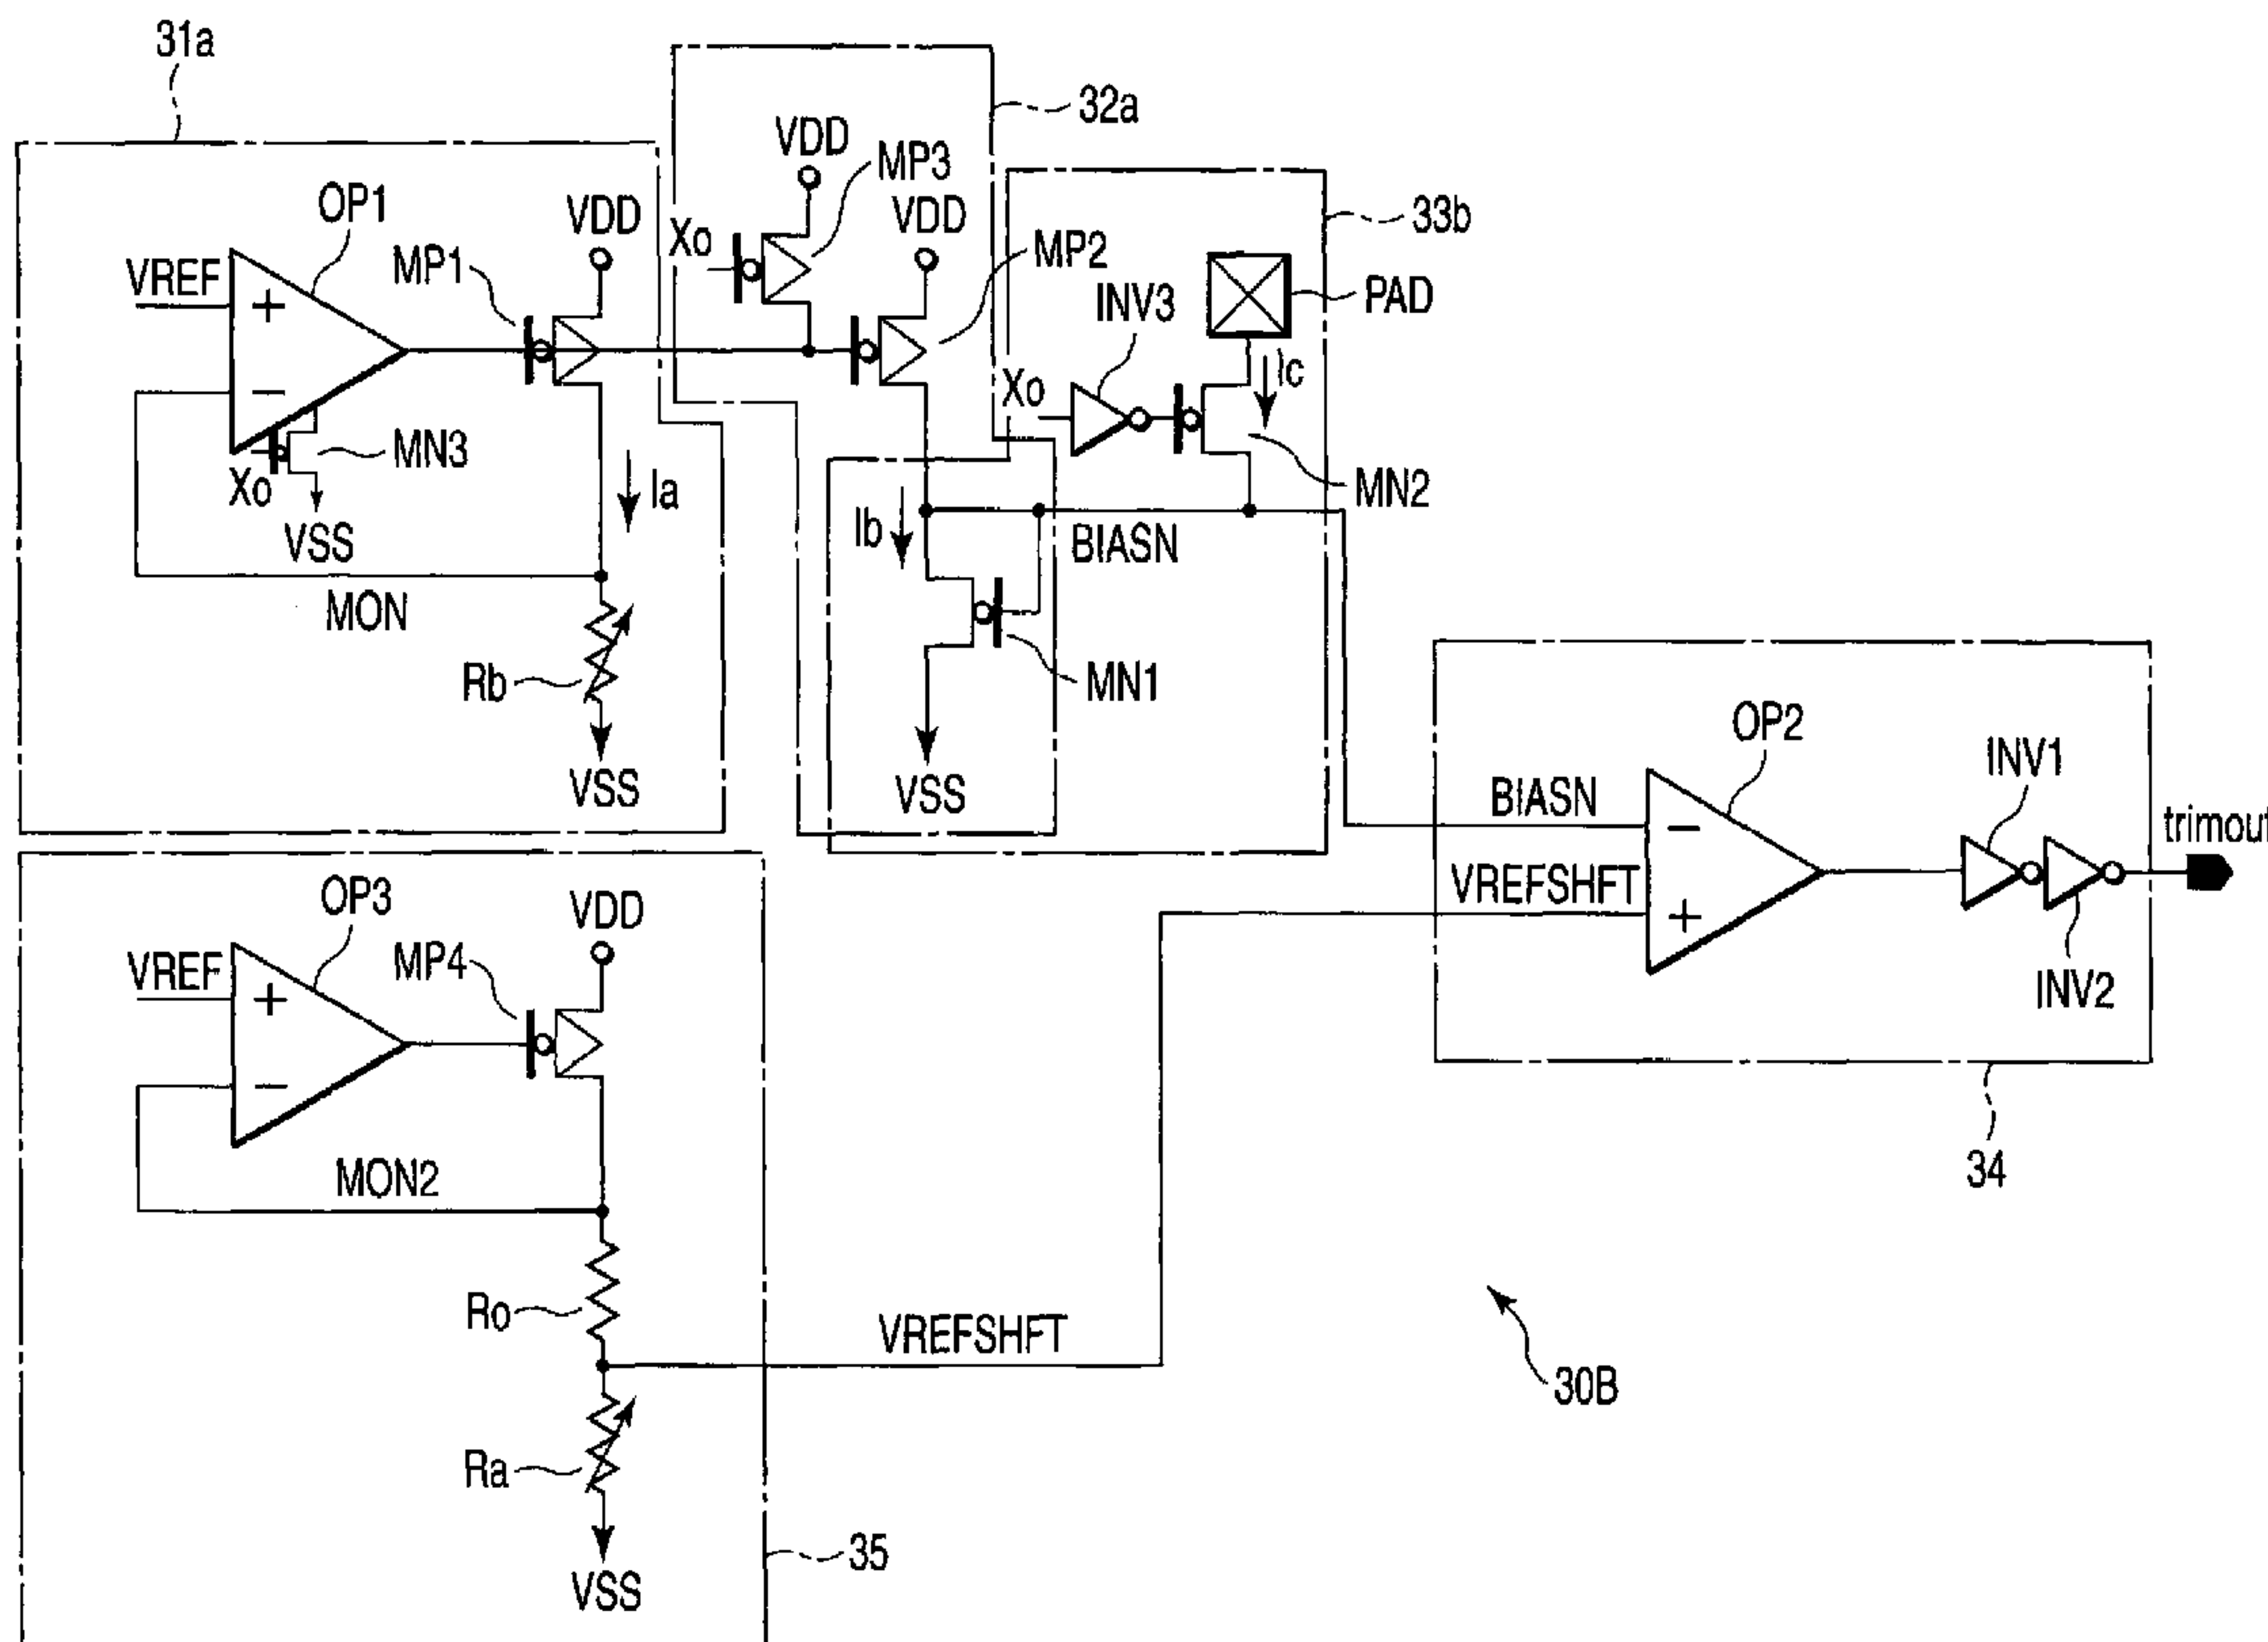 31a
32a
VDD
MP3
OP1
VDD
VDD
33b
Xo
VREF
+
MP1
MP2
PAD
INV3
Ic
Xo
−
MN3
Xo
MN2
VSS
Ia
Ib
BIASN
MON
Rb
MN1
OP2
INV1
VSS
VSS
BIASN
−
trimout
OP3
VDD
VREFSHFT
+
MP4
VREF
+
INV2
−
MON2
34
Ro
VREFSHFT
30B
Ra
35
VSS